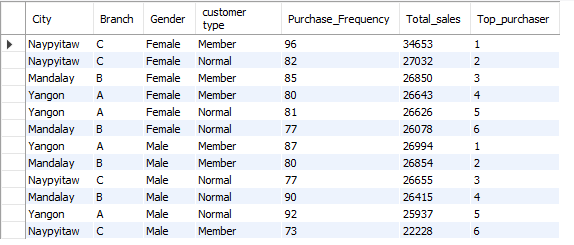 City Branch Gender customer type Purchase_Frequency Total_sales Top_purchaser
Naypyitaw C Female Member 96 34653 1
Naypyitaw C Female Normal 82 27032 2
Mandalay B Female Member 85 26850 3
Yangon A Female Member 80 26643 4
Yangon A Female Normal 81 26626 5
Mandalay B Female Normal 77 26078 6
Yangon A Male Member 87 26994 1
Mandalay B Male Member 80 26854 2
Naypyitaw C Male Normal 77 26655 3
Mandalay B Male Normal 90 26415 4
Yangon A Male Normal 92 25937 5
Naypyitaw C Male Member 73 22228 6